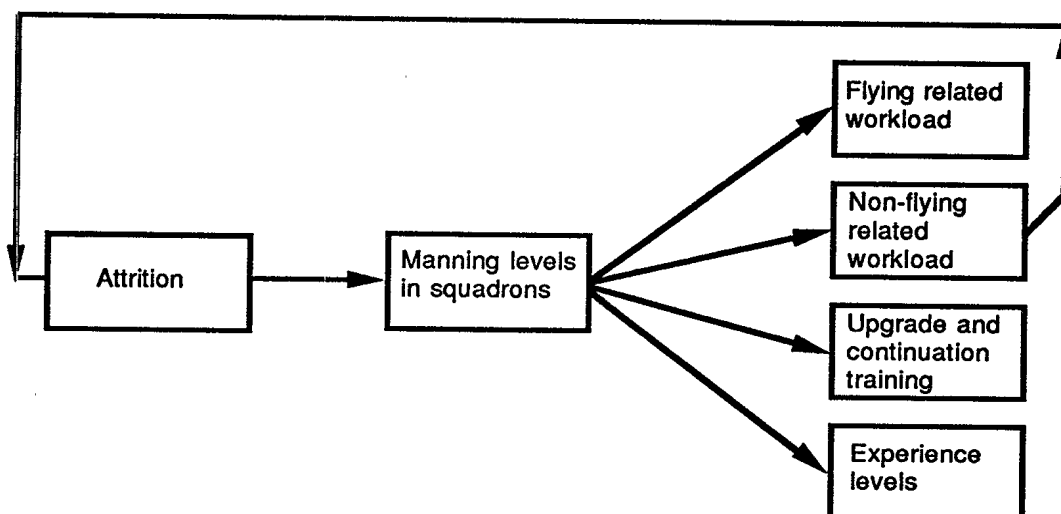 Flying related
workload
Non-flying
related
workload
Attrition
Manning levels
in squadrons
Upgrade and
continuation
training
Experience
levels